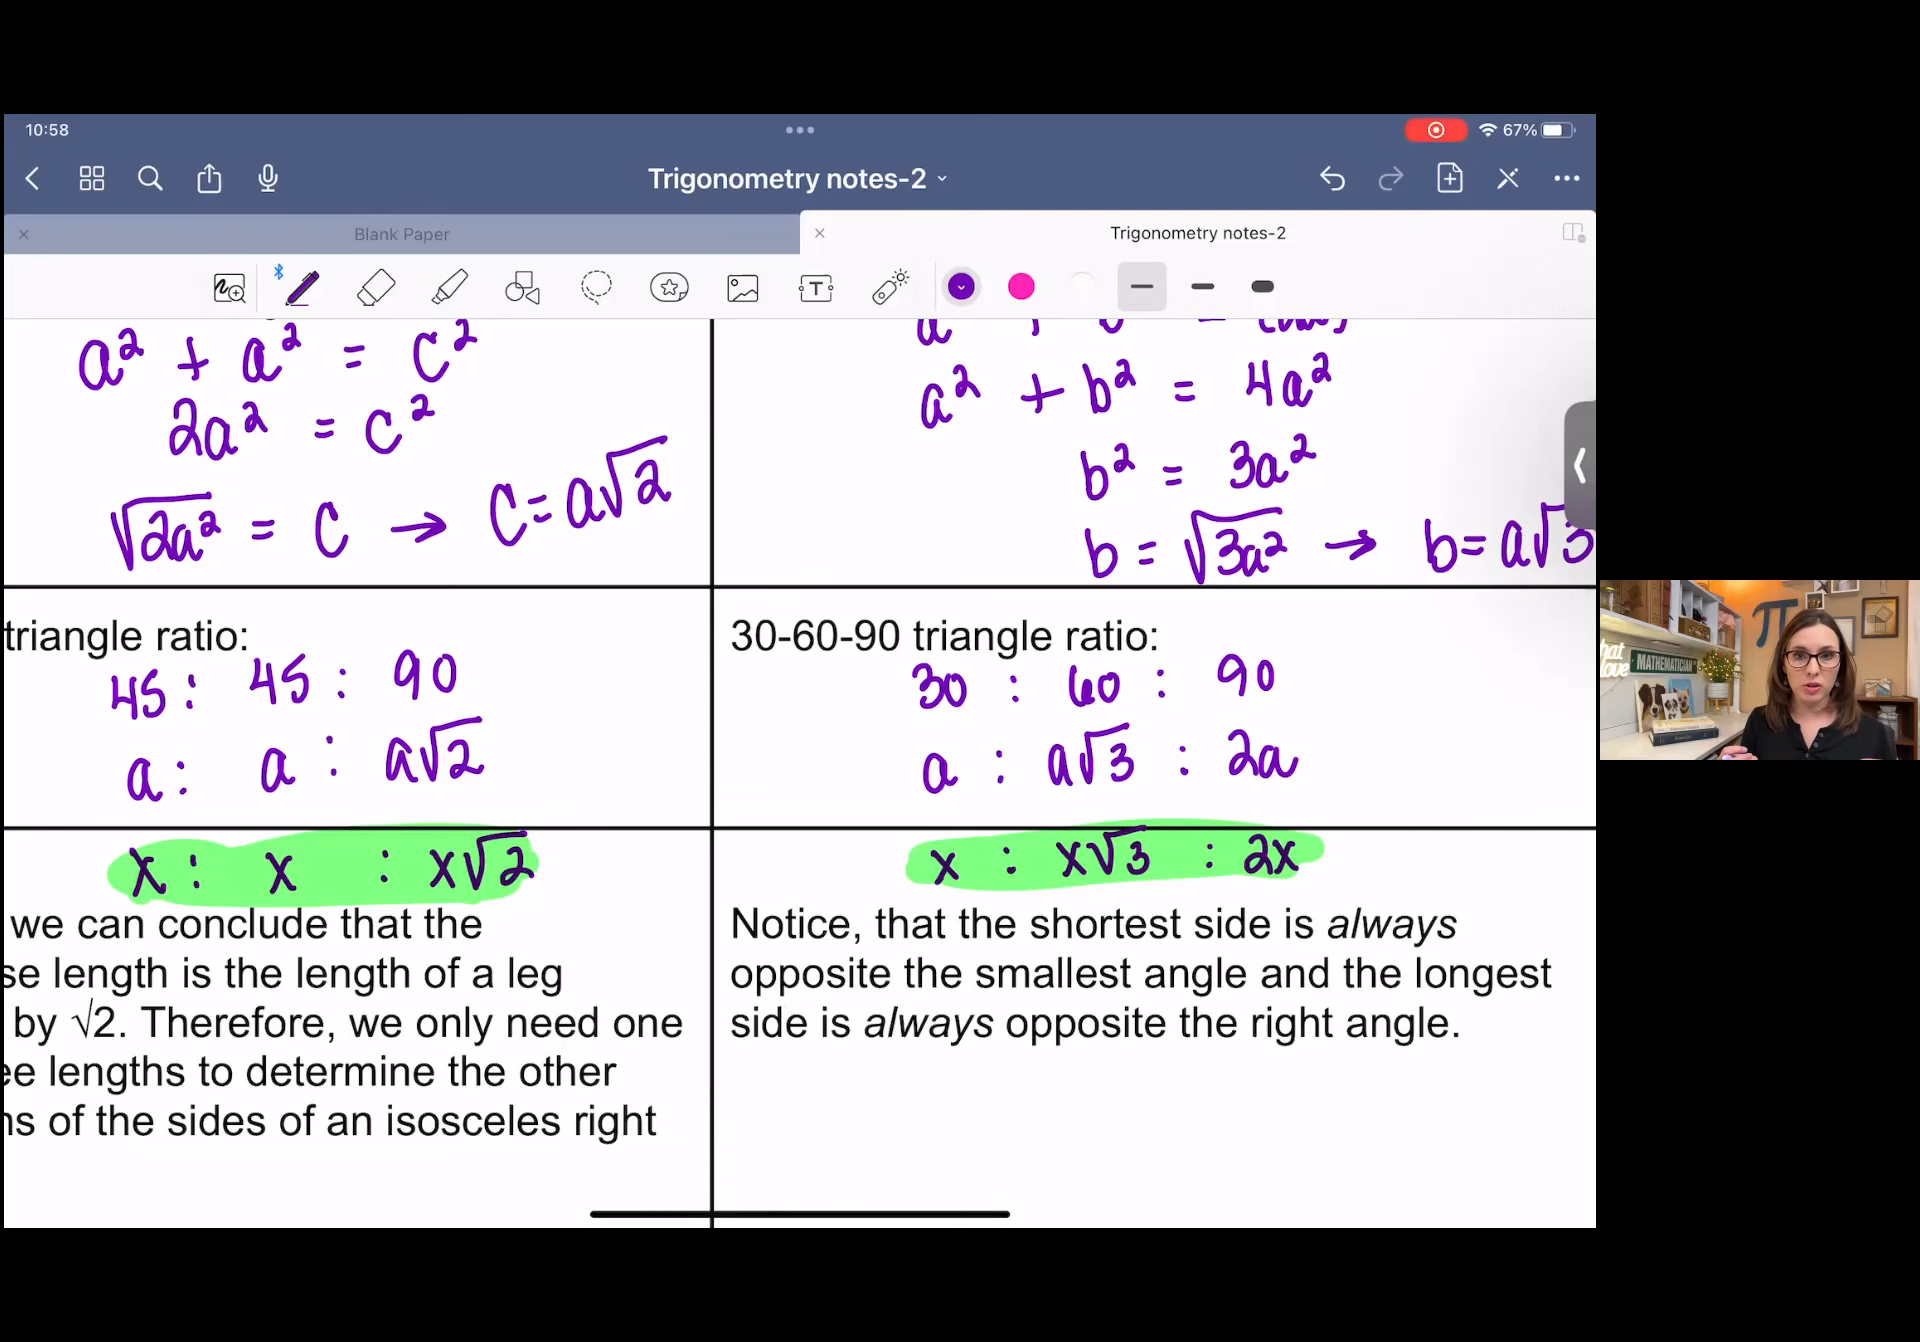 10:58
67%
Trigonometry notes-2
Blank Paper
Trigonometry notes-2
a² + a² = c²
2a² = c²
√2a² = c → c = a√2
a² + b² = 4a²
b² = 3a²
b = √3a² → b = a√3
triangle ratio:
45 : 45 : 90
a : a : a√2
x : x : x√2
we can conclude that the
se length is the length of a leg
by √2. Therefore, we only need one
ee lengths to determine the other
ns of the sides of an isosceles right
30-60-90 triangle ratio:
30 : 60 : 90
a : a√3 : 2a
x : x√3 : 2x
Notice, that the shortest side is always
opposite the smallest angle and the longest
side is always opposite the right angle.
π
MATHEMATICIAN